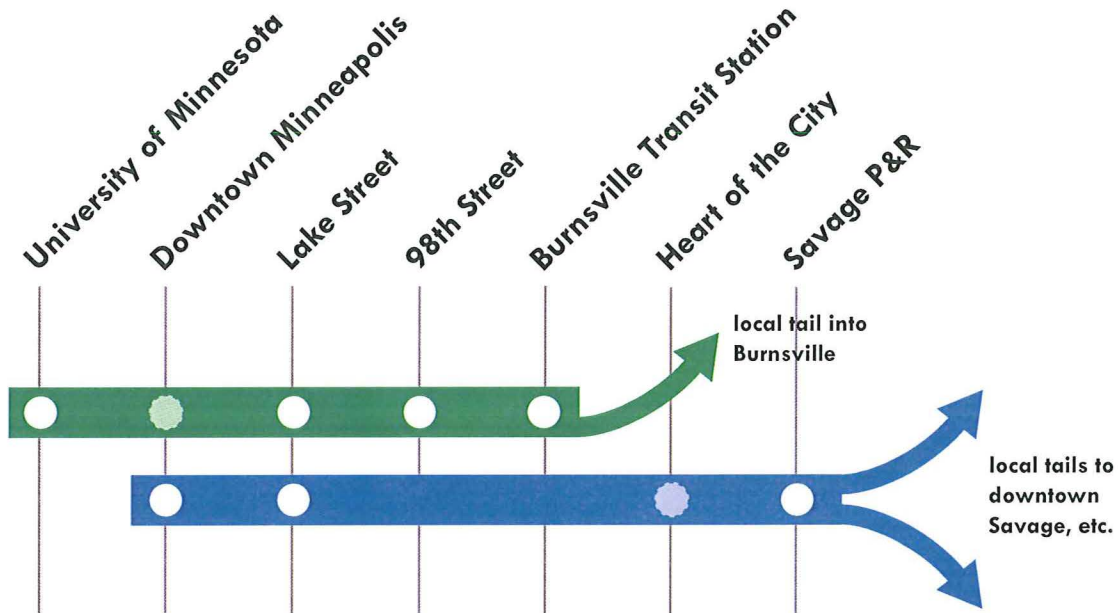 University of Minnesota
Downtown Minneapolis
Lake Street
98th Street
Burnsville Transit Station
Heart of the City
Savage P&R
local tail into
Burnsville
local tails to
downtown
Savage, etc.